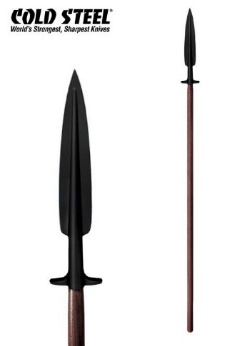 COLD STEEL®
World's Strongest, Sharpest Knives